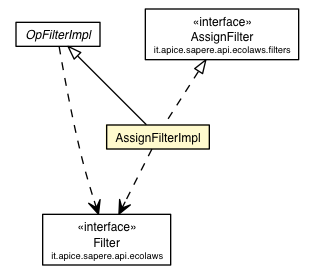 OpFilterImpl
«interface»
AssignFilter
it.apice.sapere.api.ecolaws.filters
AssignFilterImpl
«interface»
Filter
it.apice.sapere.api.ecolaws